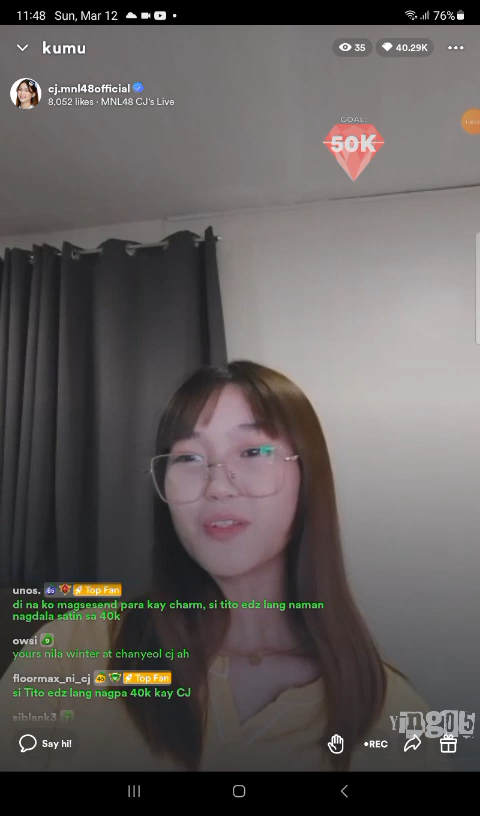 11:48 Sun, Mar 12 76%
kumu
35 40.29K
cj.mnl48official
8,052 likes · MNL48 CJ's Live
GOAL:
50K
unos. Top Fan
di na ko magsesend para kay charm, si tito edz lang naman
nagdala satin sa 40k
owsi 9
yours nila winter at chanyeol cj ah
floormax_ni_cj Top Fan
si Tito edz lang nagpa 40k kay CJ
siblank3
Yingo15
Say hi!
REC